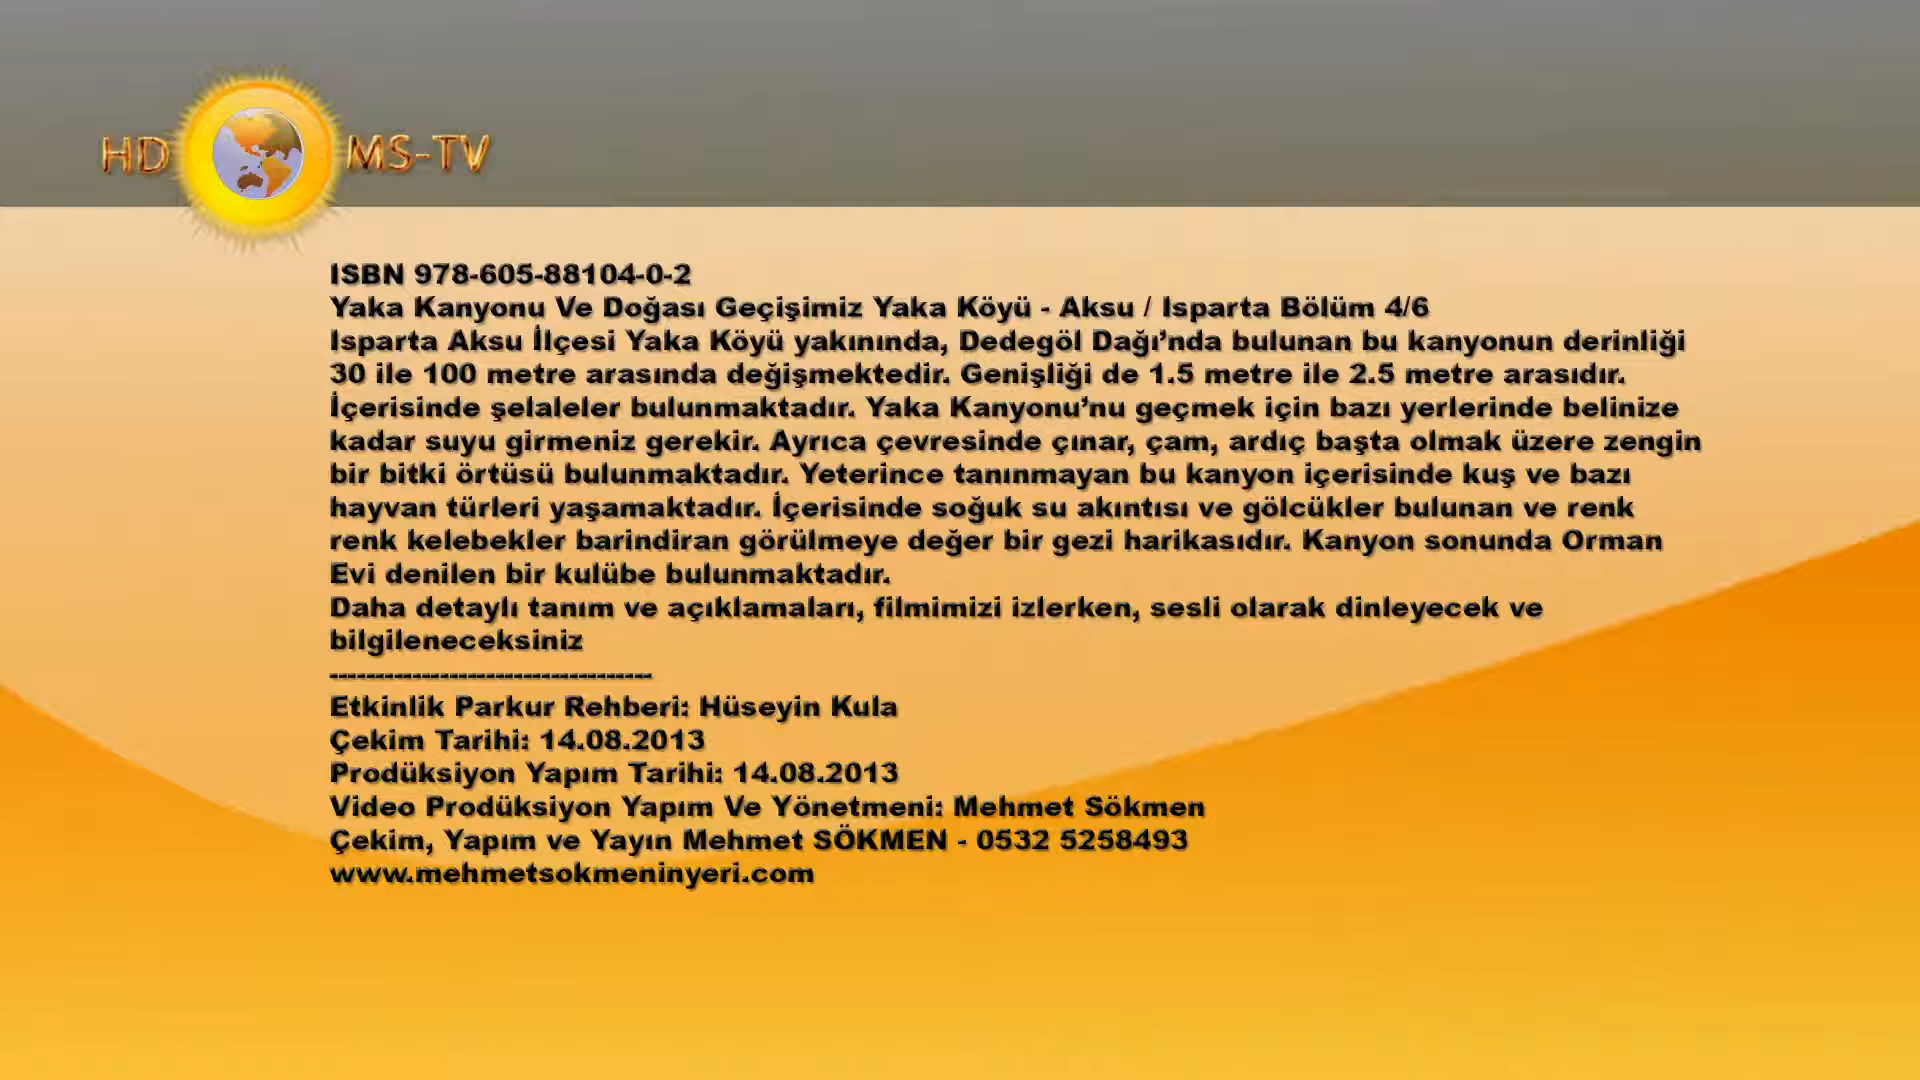 HD MS-TV
ISBN 978-605-88104-0-2
Yaka Kanyonu Ve Doğası Geçişimiz Yaka Köyü - Aksu / Isparta Bölüm 4/6
Isparta Aksu İlçesi Yaka Köyü yakınında, Dedegöl Dağı’nda bulunan bu kanyonun derinliği
30 ile 100 metre arasında değişmektedir. Genişliği de 1.5 metre ile 2.5 metre arasıdır.
İçerisinde şelaleler bulunmaktadır. Yaka Kanyonu’nu geçmek için bazı yerlerinde belinize
kadar suyu girmeniz gerekir. Ayrıca çevresinde çınar, çam, ardıç başta olmak üzere zengin
bir bitki örtüsü bulunmaktadır. Yeterince tanınmayan bu kanyon içerisinde kuş ve bazı
hayvan türleri yaşamaktadır. İçerisinde soğuk su akıntısı ve gölcükler bulunan ve renk
renk kelebekler barindiran görülmeye değer bir gezi harikasıdır. Kanyon sonunda Orman
Evi denilen bir kulübe bulunmaktadır.
Daha detaylı tanım ve açıklamaları, filmimizi izlerken, sesli olarak dinleyecek ve
bilgileneceksiniz
-----------------------------------
Etkinlik Parkur Rehberi: Hüseyin Kula
Çekim Tarihi: 14.08.2013
Prodüksiyon Yapım Tarihi: 14.08.2013
Video Prodüksiyon Yapım Ve Yönetmeni: Mehmet Sökmen
Çekim, Yapım ve Yayın Mehmet SÖKMEN - 0532 5258493
www.mehmetsokmeninyeri.com